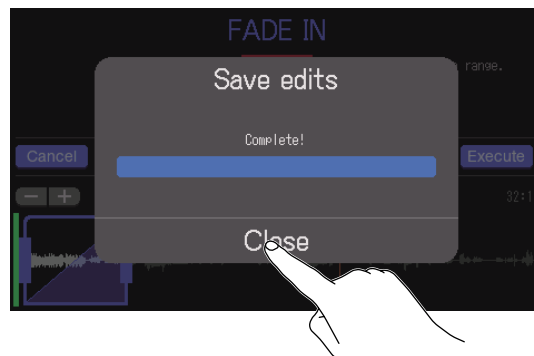 FADE IN
range.
Save edits
Complete!
Cancel
Execute
− +
32:1
Close